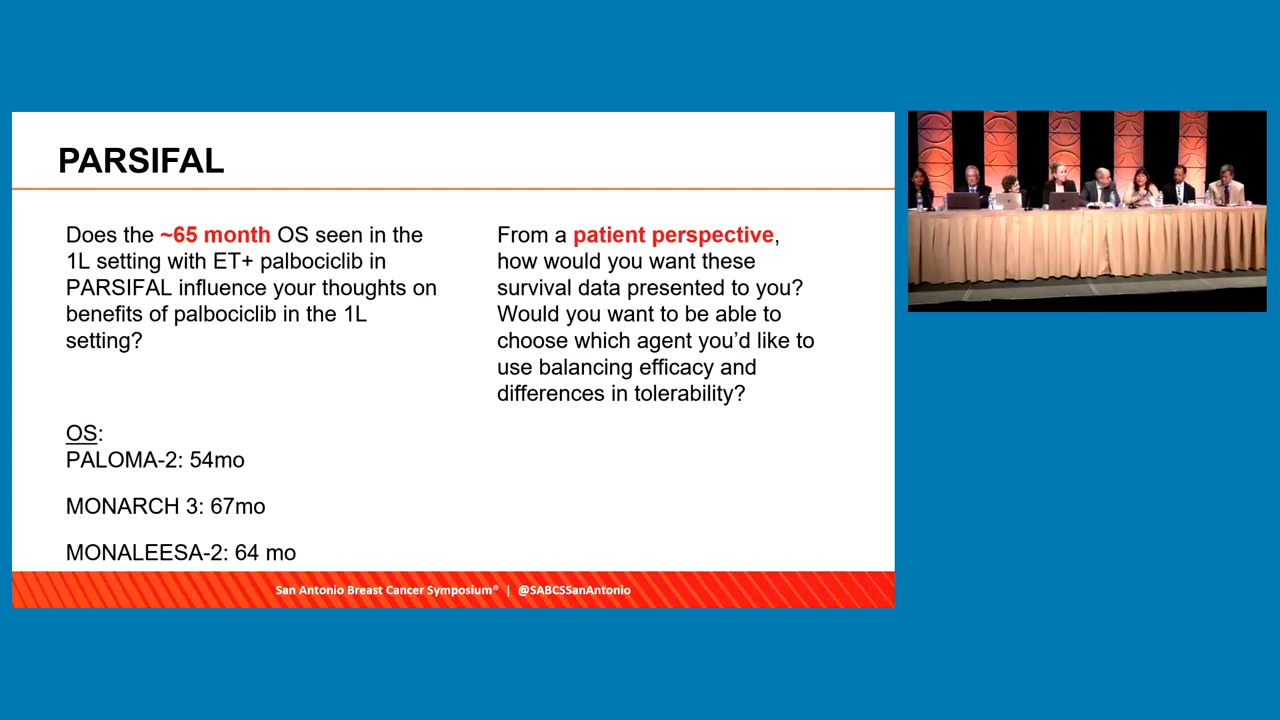 PARSIFAL
Does the ~65 month OS seen in the
1L setting with ET+ palbociclib in
PARSIFAL influence your thoughts on
benefits of palbociclib in the 1L
setting?
OS:
PALOMA-2: 54mo
MONARCH 3: 67mo
MONALEESA-2: 64 mo
From a patient perspective,
how would you want these
survival data presented to you?
Would you want to be able to
choose which agent you’d like to
use balancing efficacy and
differences in tolerability?
San Antonio Breast Cancer Symposium® | @SABCSSanAntonio